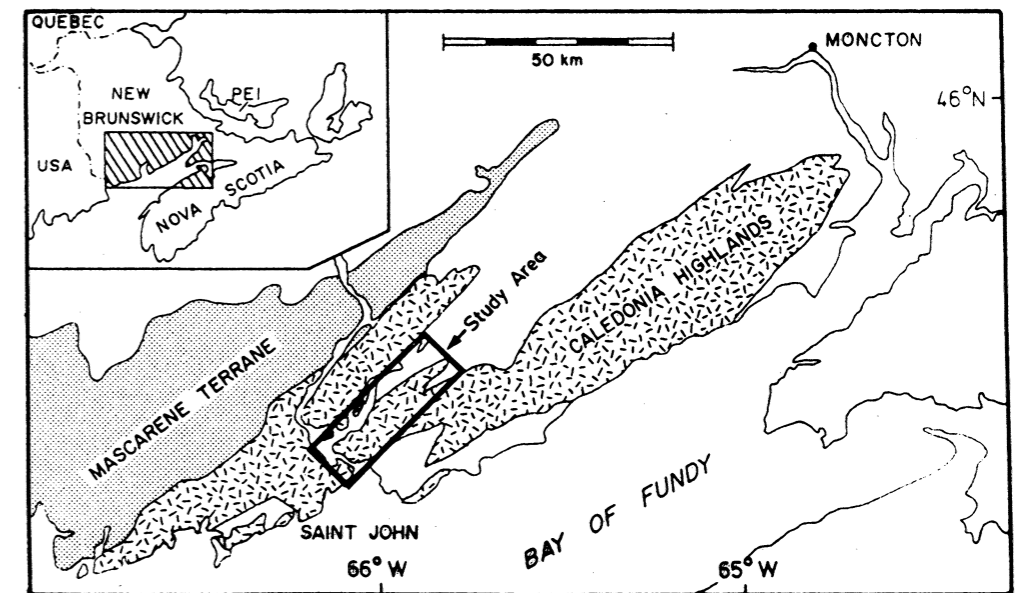 QUEBEC
NEW
BRUNSWICK
PEI
USA
NOVA SCOTIA
50 km
MONCTON
46°N
Study Area
CALEDONIA HIGHLANDS
MASCARENE TERRANE
SAINT JOHN
BAY OF FUNDY
66°W
65°W